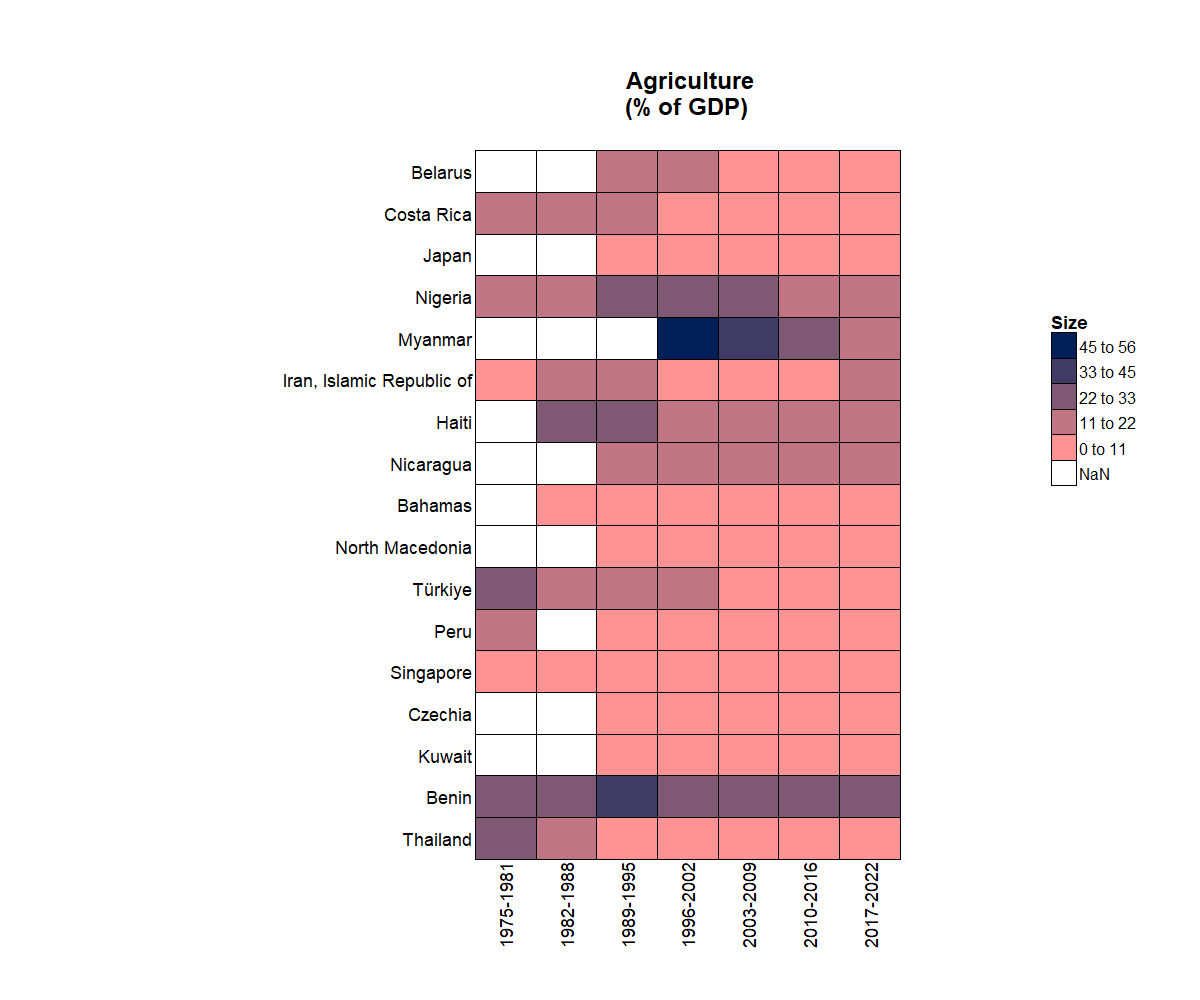 Agriculture
(% of GDP)
Belarus
Costa Rica
Japan
Nigeria
Myanmar
Iran, Islamic Republic of
Haiti
Nicaragua
Bahamas
North Macedonia
Türkiye
Peru
Singapore
Czechia
Kuwait
Benin
Thailand
1975-1981
1982-1988
1989-1995
1996-2002
2003-2009
2010-2016
2017-2022
Size
45 to 56
33 to 45
22 to 33
11 to 22
0 to 11
NaN